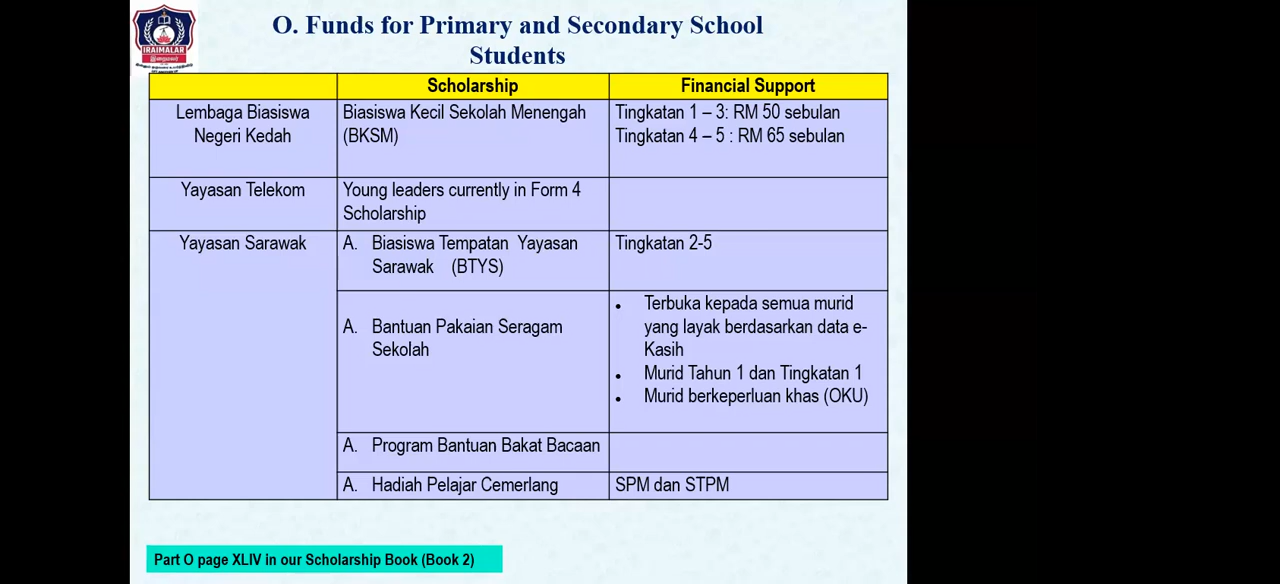 IRAIMALAR
O. Funds for Primary and Secondary School
Students
Scholarship
Financial Support
Lembaga Biasiswa
Negeri Kedah
Biasiswa Kecil Sekolah Menengah
(BKSM)
Tingkatan 1 – 3: RM 50 sebulan
Tingkatan 4 – 5 : RM 65 sebulan
Yayasan Telekom
Young leaders currently in Form 4
Scholarship
Yayasan Sarawak
A. Biasiswa Tempatan Yayasan
Sarawak (BTYS)
Tingkatan 2-5
A. Bantuan Pakaian Seragam
Sekolah
• Terbuka kepada semua murid
yang layak berdasarkan data e-
Kasih
• Murid Tahun 1 dan Tingkatan 1
• Murid berkeperluan khas (OKU)
A. Program Bantuan Bakat Bacaan
A. Hadiah Pelajar Cemerlang
SPM dan STPM
Part O page XLIV in our Scholarship Book (Book 2)